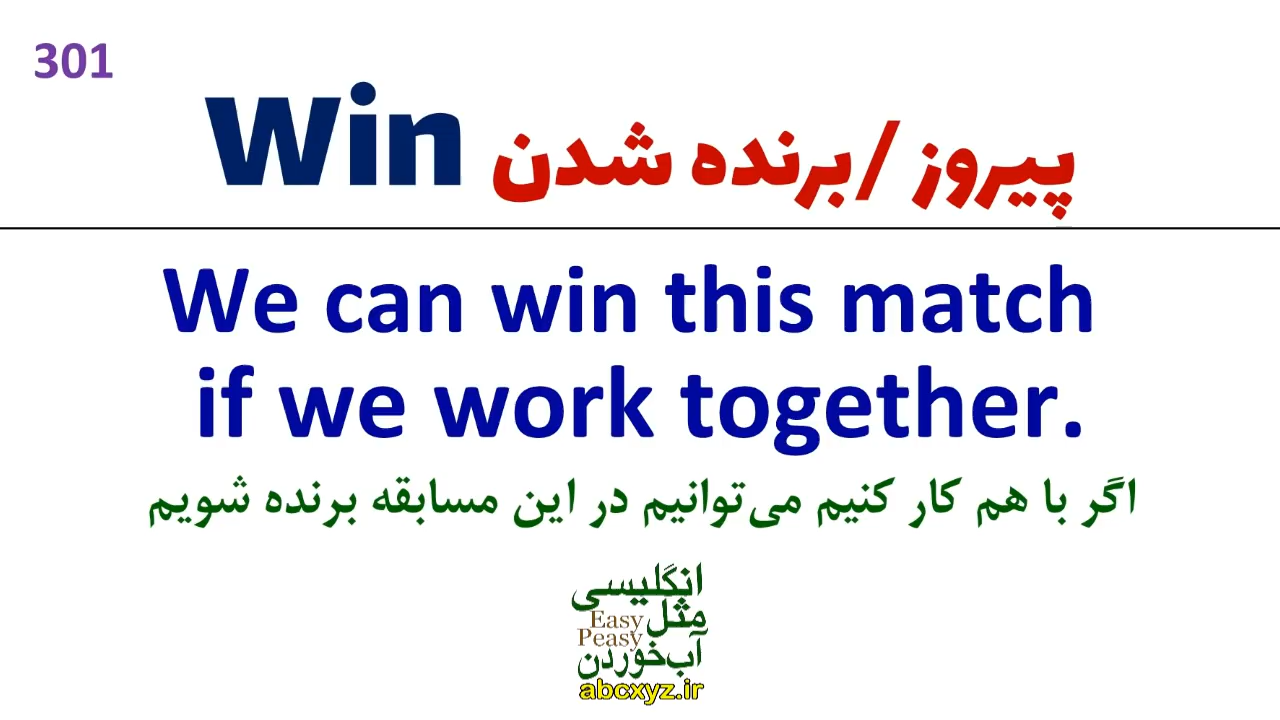 301
Win پیروز /برنده شدن
We can win this match
if we work together.
اگر با هم کار کنیم می‌توانیم در این مسابقه برنده شویم
انگلیسی
Easy مثل
Peasy
آب‌خوردن
abcxyz.ir